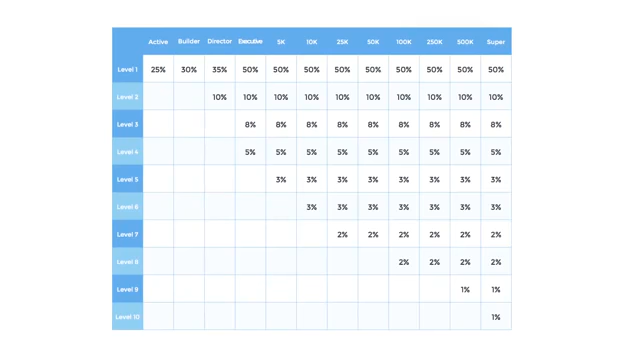 Active Builder Director Executive 5K 10K 25K 50K 100K 250K 500K Super
Level 1 25% 30% 35% 50% 50% 50% 50% 50% 50% 50% 50% 50%
Level 2 10% 10% 10% 10% 10% 10% 10% 10% 10% 10%
Level 3 8% 8% 8% 8% 8% 8% 8% 8% 8%
Level 4 5% 5% 5% 5% 5% 5% 5% 5% 5%
Level 5 3% 3% 3% 3% 3% 3% 3% 3%
Level 6 3% 3% 3% 3% 3% 3% 3%
Level 7 2% 2% 2% 2% 2% 2%
Level 8 2% 2% 2% 2%
Level 9 1% 1%
Level 10 1%